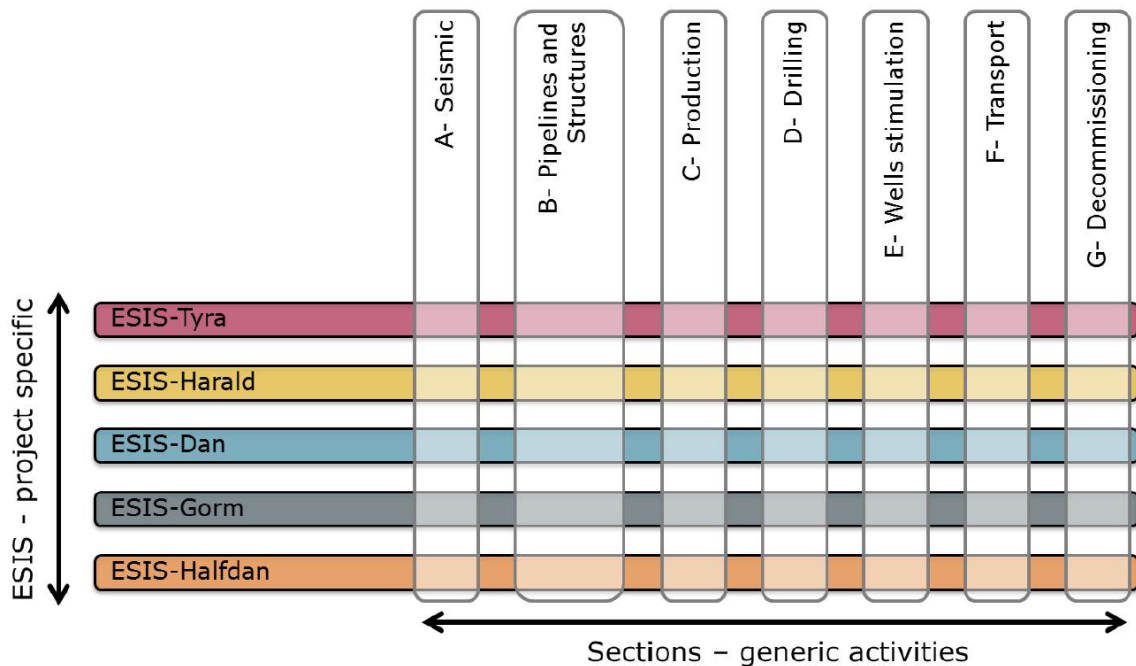 A- Seismic
B- Pipelines and
Structures
C- Production
D- Drilling
E- Wells stimulation
F- Transport
G- Decommissioning
ESIS - project specific
ESIS-Tyra
ESIS-Harald
ESIS-Dan
ESIS-Gorm
ESIS-Halfdan
Sections – generic activities